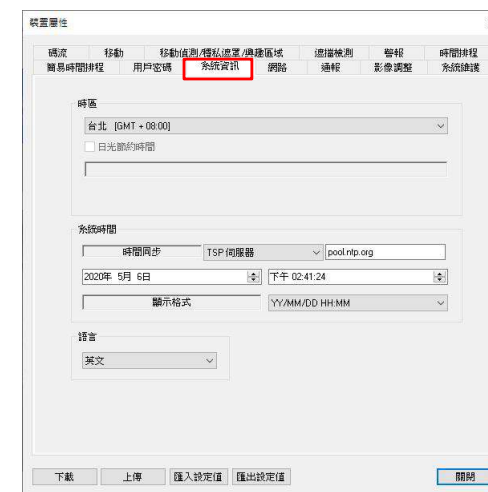 裝置屬性
碼流 移動 移動偵測/穩私遮罩/興趣區域 遮擋檢測 警報 時間排程
簡易時間排程 用戶密碼 系統資訊 網路 通報 影像調整 系統維護
時區
台北 [GMT + 08:00]
日光節約時間
系統時間
時間同步 TSP 伺服器 pool.ntp.org
2020年 5月 6日 下午 02:41:24
顯示格式 YY/MM/DD HH:MM
語言
英文
下載 上傳 匯入設定值 匯出設定值 關閉